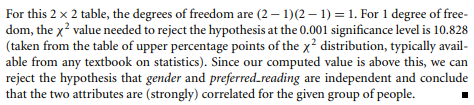 For this 2 × 2 table, the degrees of freedom are (2 − 1)(2 − 1) = 1. For 1 degree of free-
dom, the χ² value needed to reject the hypothesis at the 0.001 significance level is 10.828
(taken from the table of upper percentage points of the χ² distribution, typically avail-
able from any textbook on statistics). Since our computed value is above this, we can
reject the hypothesis that gender and preferred_reading are independent and conclude
that the two attributes are (strongly) correlated for the given group of people. ■